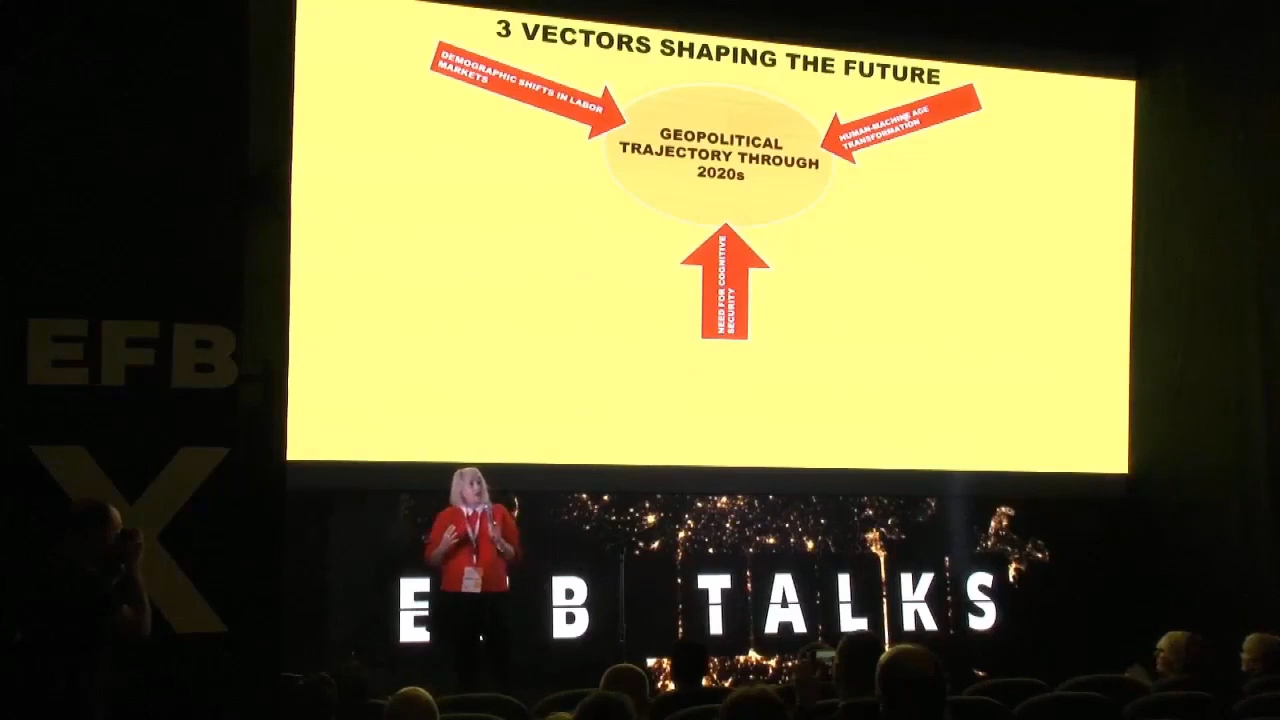 3 VECTORS SHAPING THE FUTURE
DEMOGRAPHIC SHIFTS IN LABOR
MARKETS
HUMAN-MACHINE AGE
TRANSFORMATION
GEOPOLITICAL
TRAJECTORY THROUGH
2020s
NEED FOR COGNITIVE
SECURITY
EFB
X
E B TALKS